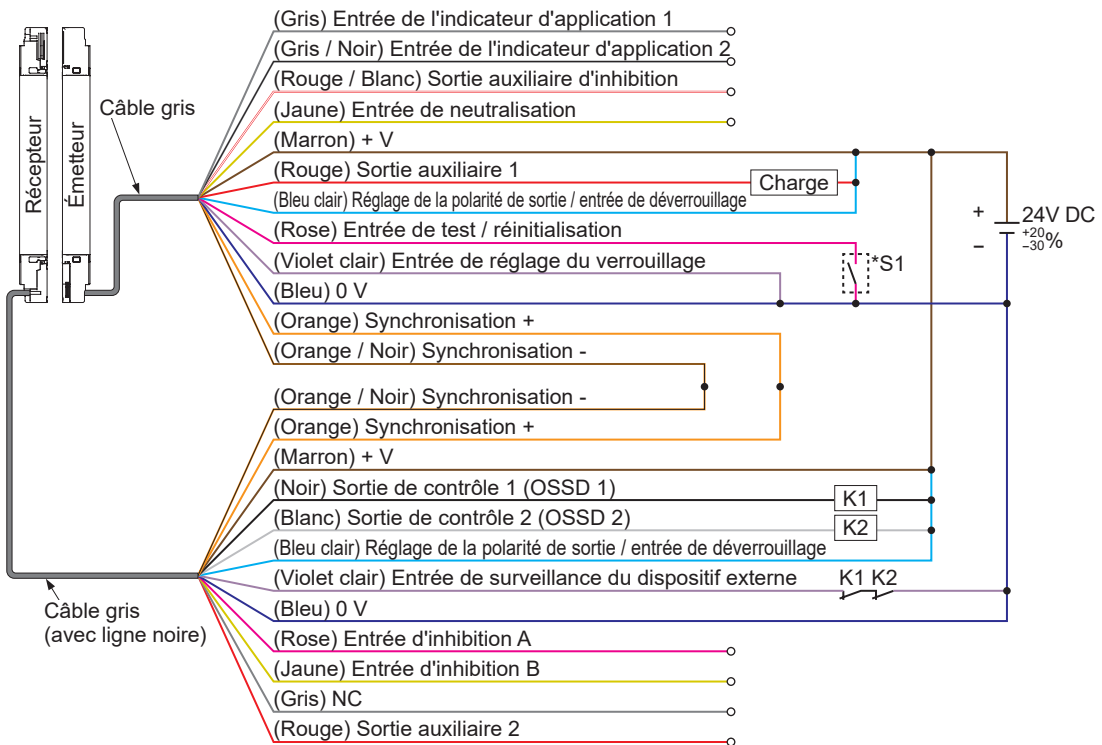 (Gris) Entrée de l'indicateur d'application 1
(Gris / Noir) Entrée de l'indicateur d'application 2
(Rouge / Blanc) Sortie auxiliaire d'inhibition
(Jaune) Entrée de neutralisation
(Marron) + V
(Rouge) Sortie auxiliaire 1
Charge
(Bleu clair) Réglage de la polarité de sortie / entrée de déverrouillage
(Rose) Entrée de test / réinitialisation
(Violet clair) Entrée de réglage du verrouillage
(Bleu) 0 V
(Orange) Synchronisation +
(Orange / Noir) Synchronisation -
Récepteur
Émetteur
Câble gris
+
−
24V DC
+20
−30 %
*S1
(Orange / Noir) Synchronisation -
(Orange) Synchronisation +
(Marron) + V
(Noir) Sortie de contrôle 1 (OSSD 1)
K1
(Blanc) Sortie de contrôle 2 (OSSD 2)
K2
(Bleu clair) Réglage de la polarité de sortie / entrée de déverrouillage
(Violet clair) Entrée de surveillance du dispositif externe
K1 K2
(Bleu) 0 V
(Rose) Entrée d'inhibition A
(Jaune) Entrée d'inhibition B
(Gris) NC
(Rouge) Sortie auxiliaire 2
Câble gris
(avec ligne noire)